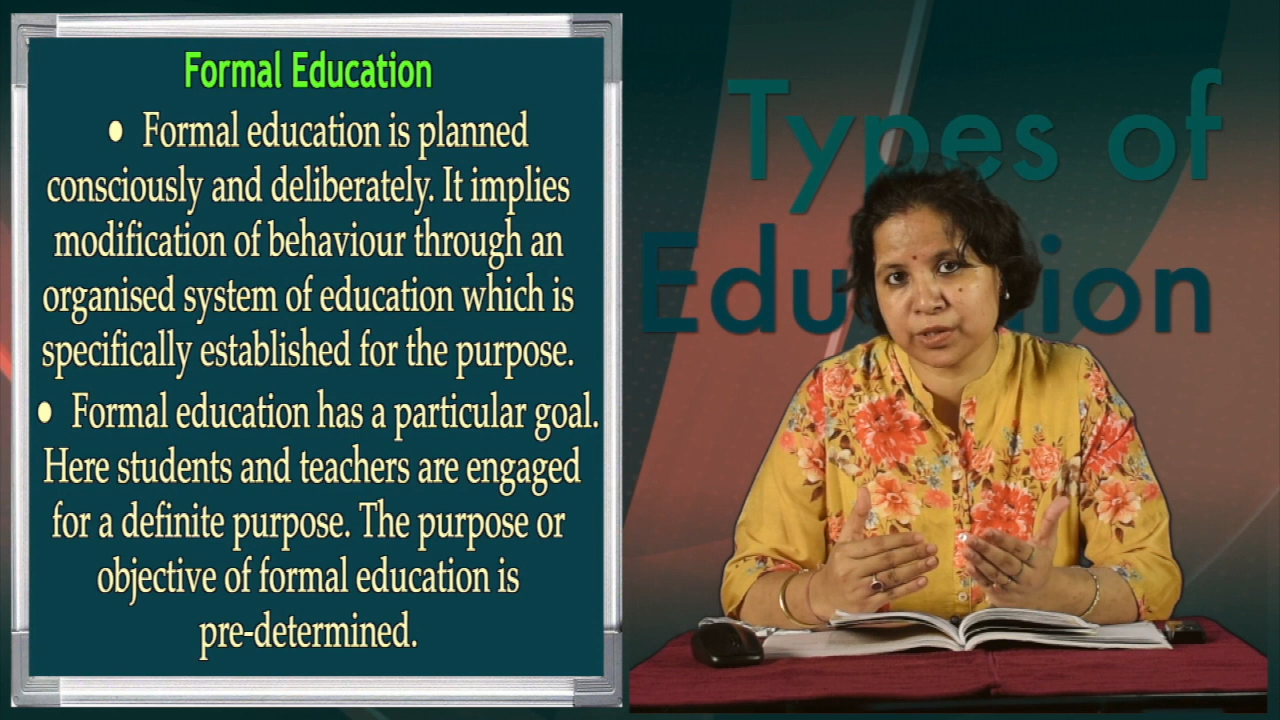 Formal Education
• Formal education is planned
consciously and deliberately. It implies
modification of behaviour through an
organised system of education which is
specifically established for the purpose.
• Formal education has a particular goal.
Here students and teachers are engaged
for a definite purpose. The purpose or
objective of formal education is
pre-determined.
Types of
Edu ion